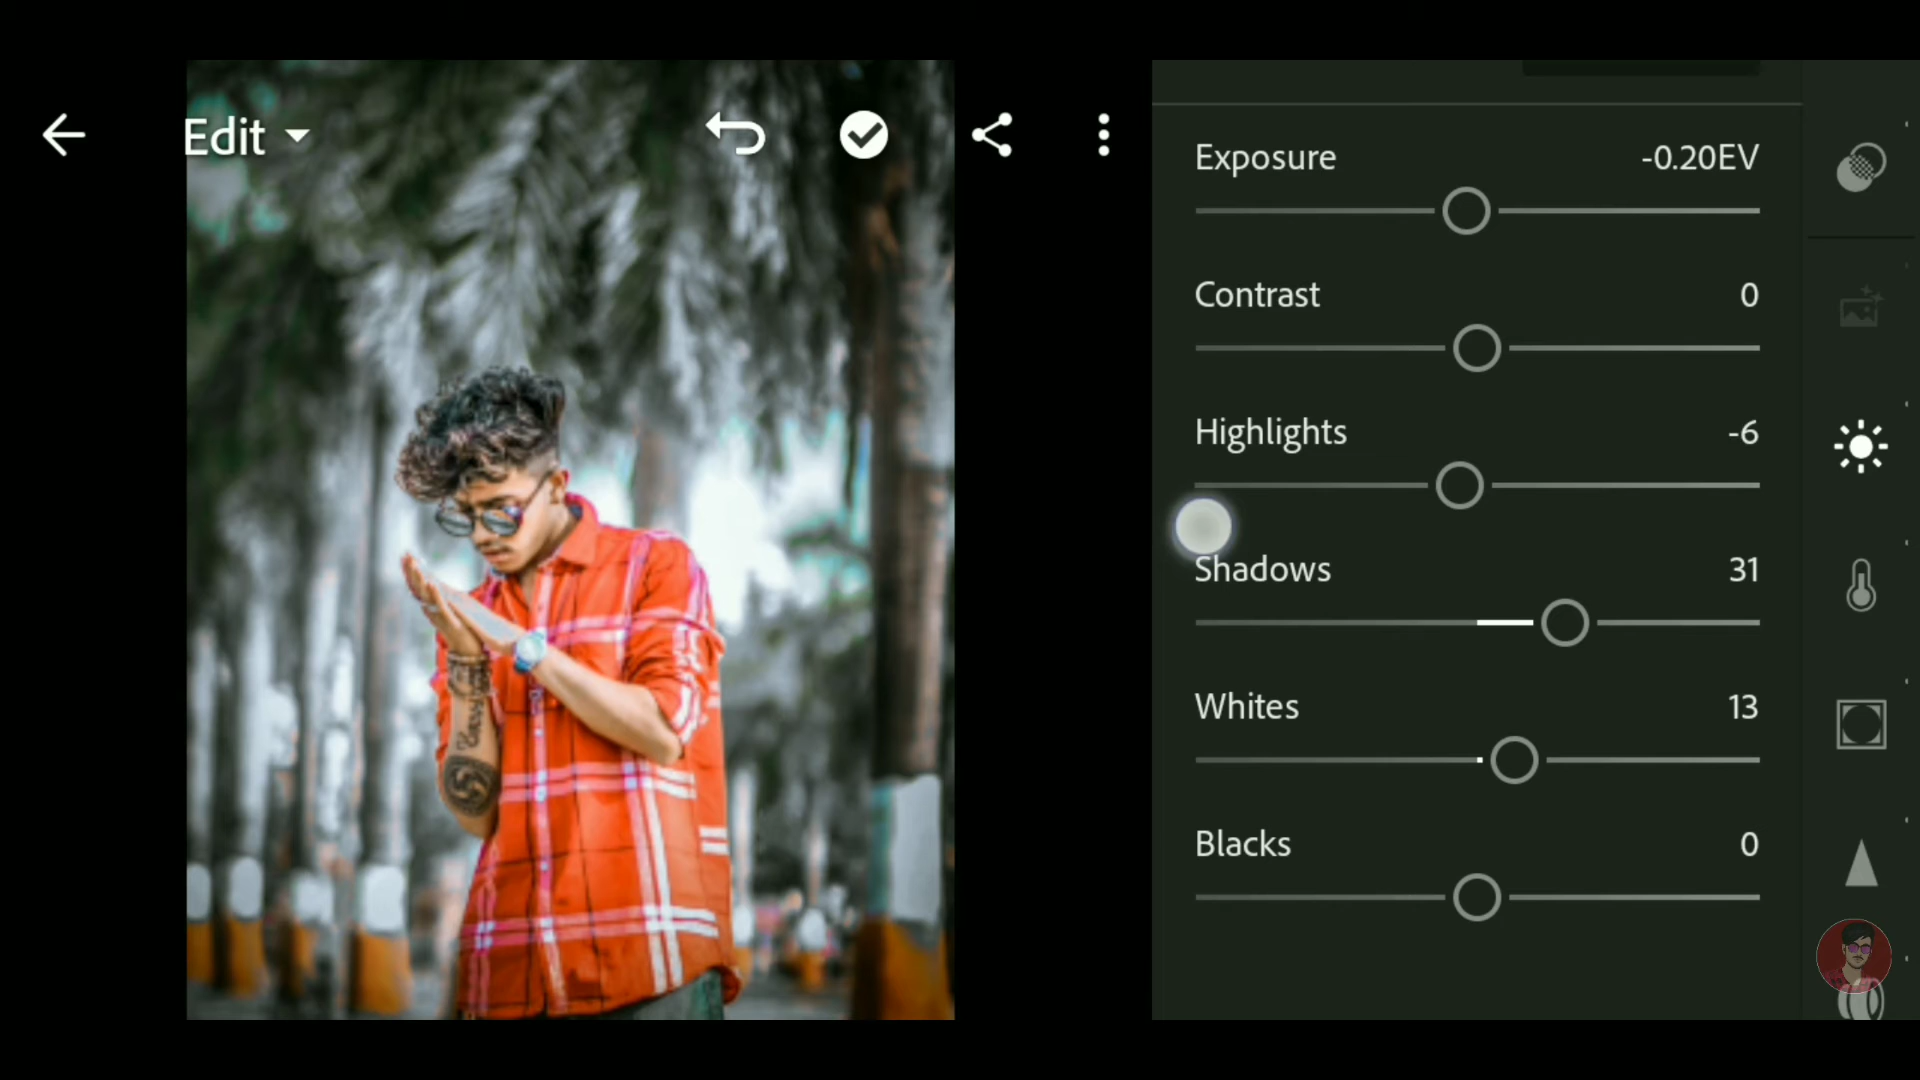 Edit
Exposure -0.20EV
Contrast 0
Highlights -6
Shadows 31
Whites 13
Blacks 0